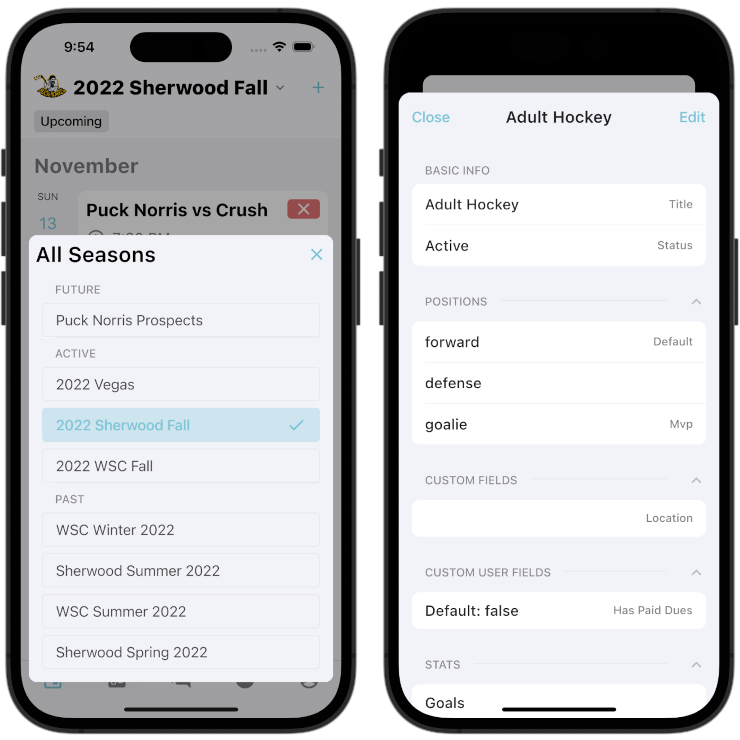 9:54
2022 Sherwood Fall
Upcoming
November
SUN
13
Puck Norris vs Crush
All Seasons
FUTURE
Puck Norris Prospects
ACTIVE
2022 Vegas
2022 Sherwood Fall
2022 WSC Fall
PAST
WSC Winter 2022
Sherwood Summer 2022
WSC Summer 2022
Sherwood Spring 2022
Close
Adult Hockey
Edit
BASIC INFO
Adult Hockey Title
Active Status
POSITIONS
forward Default
defense
goalie Mvp
CUSTOM FIELDS
Location
CUSTOM USER FIELDS
Default: false Has Paid Dues
STATS
Goals